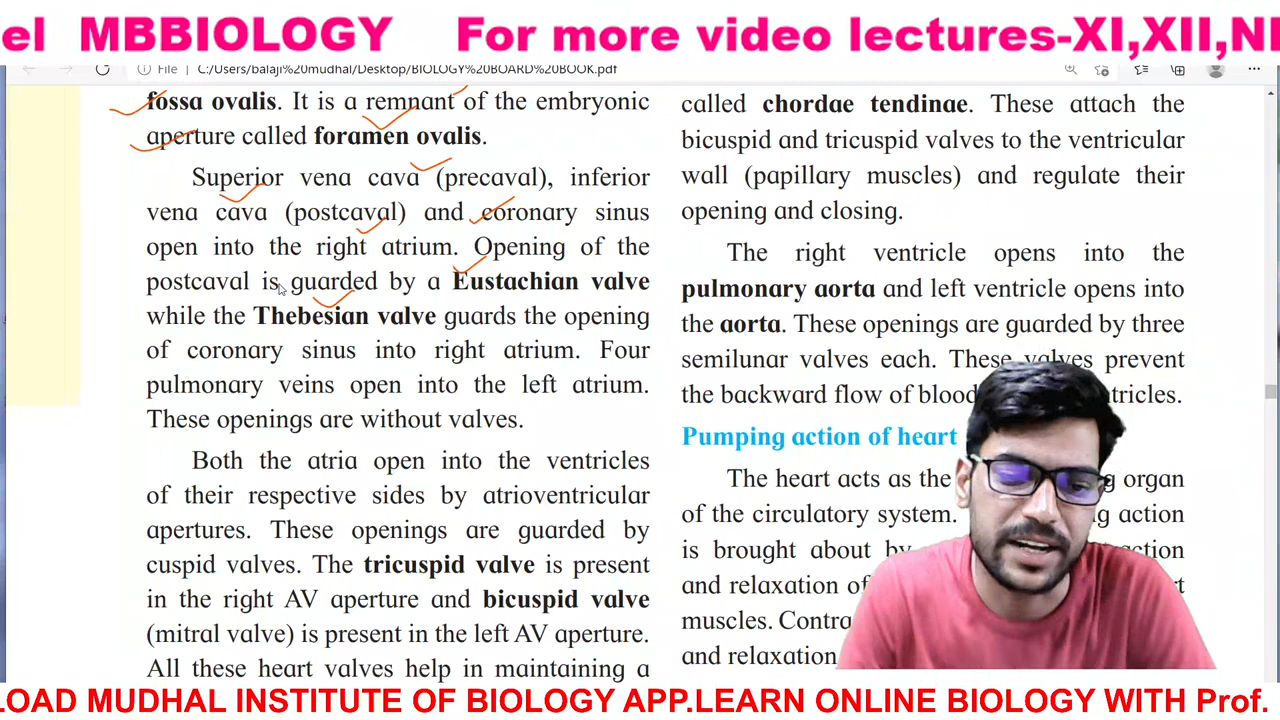 el MBBIOLOGY For more video lectures-XI,XII,
File C:/Users/balaji%20mudhal/Desktop/BIOLOGY%20BOARD%20BOOK.pdf
fossa ovalis. It is a remnant of the embryonic
aperture called foramen ovalis.
Superior vena cava (precaval), inferior
vena cava (postcaval) and coronary sinus
open into the right atrium. Opening of the
postcaval is guarded by a Eustachian valve
while the Thebesian valve guards the opening
of coronary sinus into right atrium. Four
pulmonary veins open into the left atrium.
These openings are without valves.
Both the atria open into the ventricles
of their respective sides by atrioventricular
apertures. These openings are guarded by
cuspid valves. The tricuspid valve is present
in the right AV aperture and bicuspid valve
(mitral valve) is present in the left AV aperture.
All these heart valves help in maintaining a
called chordae tendinae. These attach the
bicuspid and tricuspid valves to the ventricular
wall (papillary muscles) and regulate their
opening and closing.
The right ventricle opens into the
pulmonary aorta and left ventricle opens into
the aorta. These openings are guarded by three
semilunar valves each. These valves prevent
the backward flow of blood
Pumping action of heart
The heart acts as the organ
of the circulatory system. action
is brought about by
and relaxation of
muscles.
and relaxation
LOAD MUDHAL INSTITUTE OF BIOLOGY APP.LEARN ONLINE BIOLOGY WITH Prof.